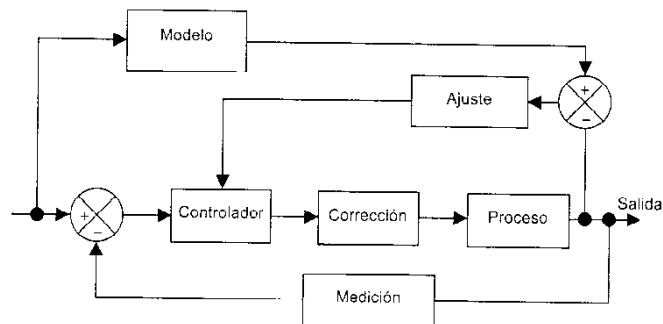 Modelo
+
−
Ajuste
Salida
+
−
Controlador
Corrección
Proceso
Medición